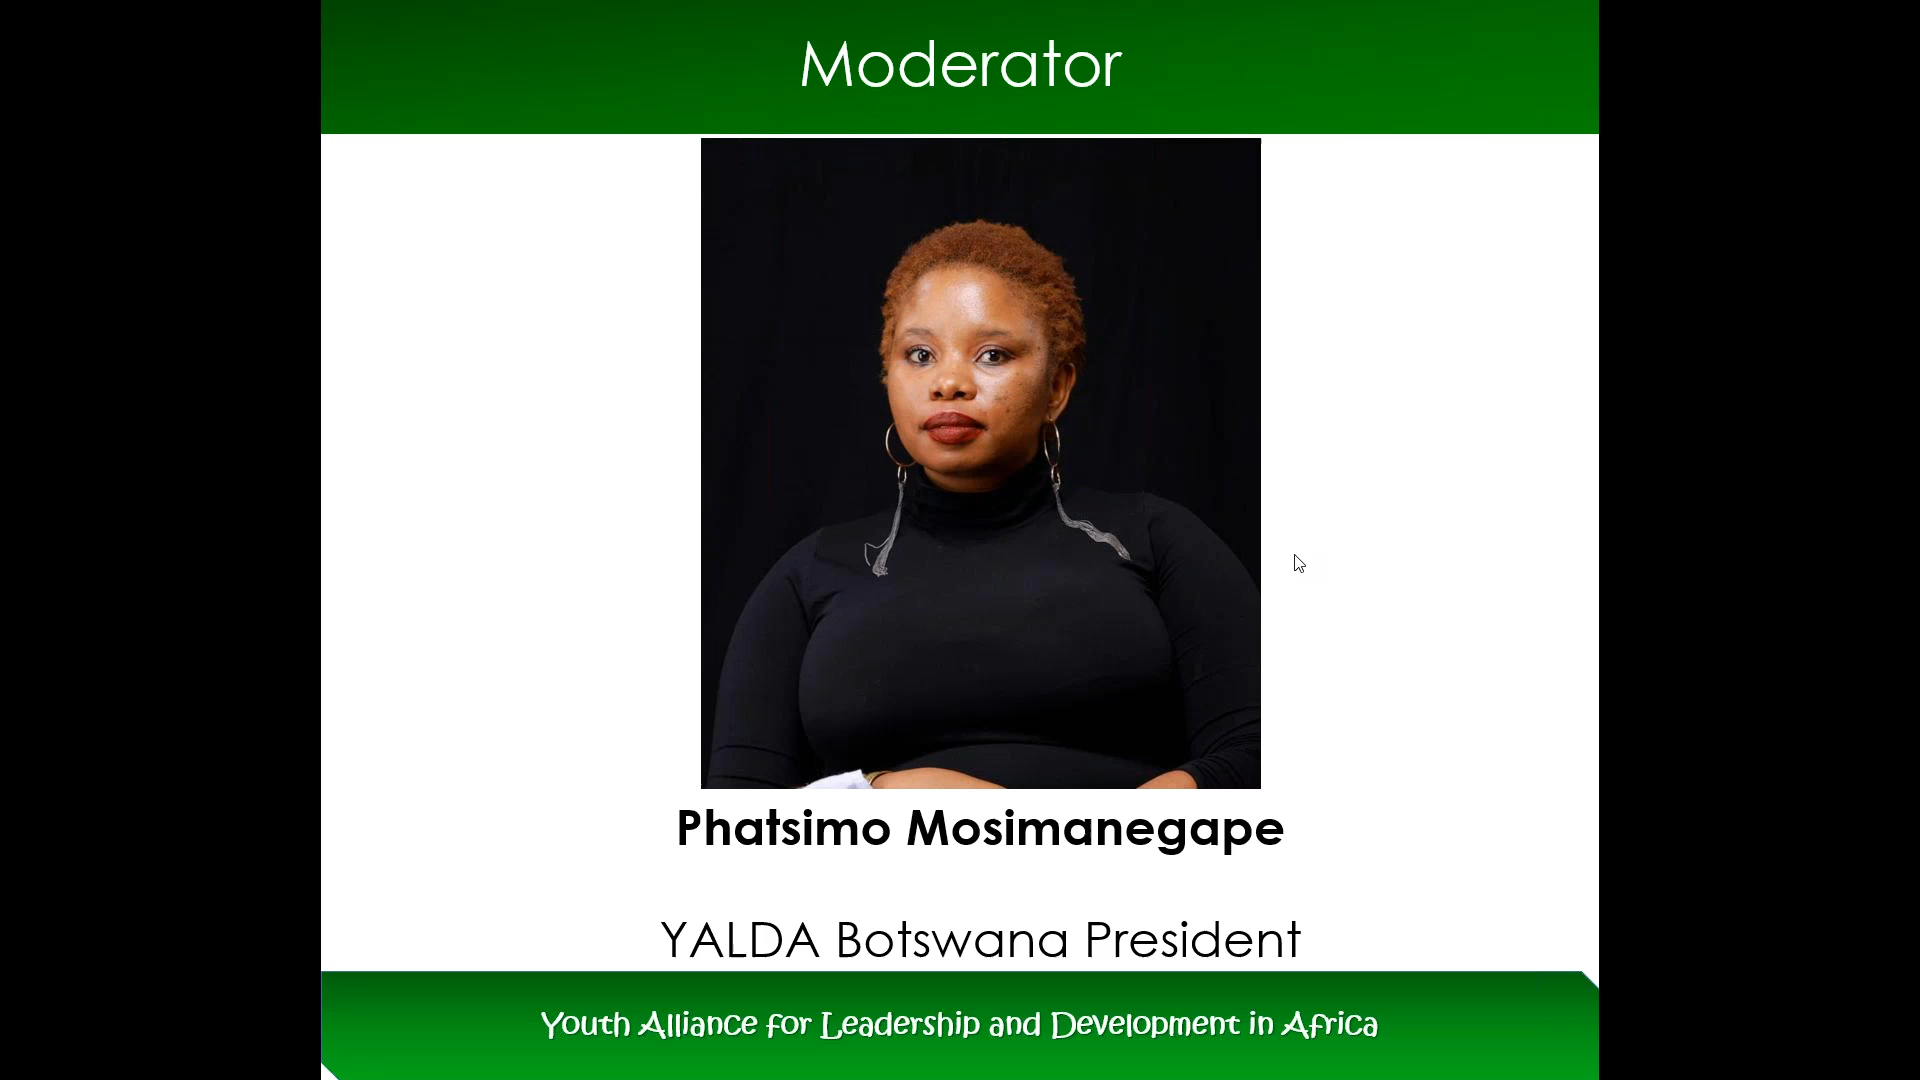 Moderator
Phatsimo Mosimanegape
YALDA Botswana President
Youth Alliance for Leadership and Development in Africa